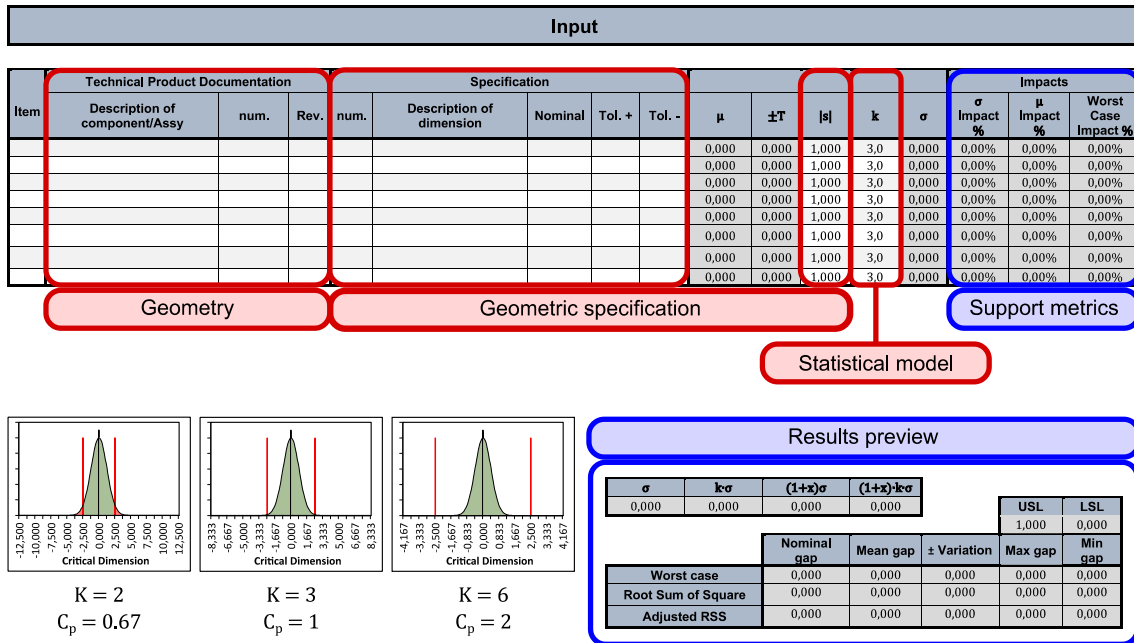 Input
Technical Product Documentation Specification Impacts
Item Description of component/Assy num. Rev. num. Description of dimension Nominal Tol. + Tol. - μ ±T |s| k σ σ Impact % μ Impact % Worst Case Impact %
0,000 0,000 1,000 3,0 0,000 0,00% 0,00% 0,00%
0,000 0,000 1,000 3,0 0,000 0,00% 0,00% 0,00%
0,000 0,000 1,000 3,0 0,000 0,00% 0,00% 0,00%
0,000 0,000 1,000 3,0 0,000 0,00% 0,00% 0,00%
0,000 0,000 1,000 3,0 0,000 0,00% 0,00% 0,00%
0,000 0,000 1,000 3,0 0,000 0,00% 0,00% 0,00%
0,000 0,000 1,000 3,0 0,000 0,00% 0,00% 0,00%
0,000 0,000 1,000 3,0 0,000 0,00% 0,00% 0,00%
Geometry Geometric specification Support metrics
Statistical model
-12,500 -10,000 -7,500 -5,000 -2,500 0,000 2,500 5,000 7,500 10,000 12,500
Critical Dimension
K = 2
Cp = 0.67
-8,333 -6,667 -5,000 -3,333 -1,667 0,000 1,667 3,333 5,000 6,667 8,333
Critical Dimension
K = 3
Cp = 1
-4,167 -3,333 -2,500 -1,667 -0,833 0,000 0,833 1,667 2,500 3,333 4,167
Critical Dimension
K = 6
Cp = 2
Results preview
σ k·σ (1+x)σ (1+x)·k·σ
0,000 0,000 0,000 0,000
USL LSL
1,000 0,000
Nominal gap Mean gap ± Variation Max gap Min gap
Worst case 0,000 0,000 0,000 0,000 0,000
Root Sum of Square 0,000 0,000 0,000 0,000 0,000
Adjusted RSS 0,000 0,000 0,000 0,000 0,000